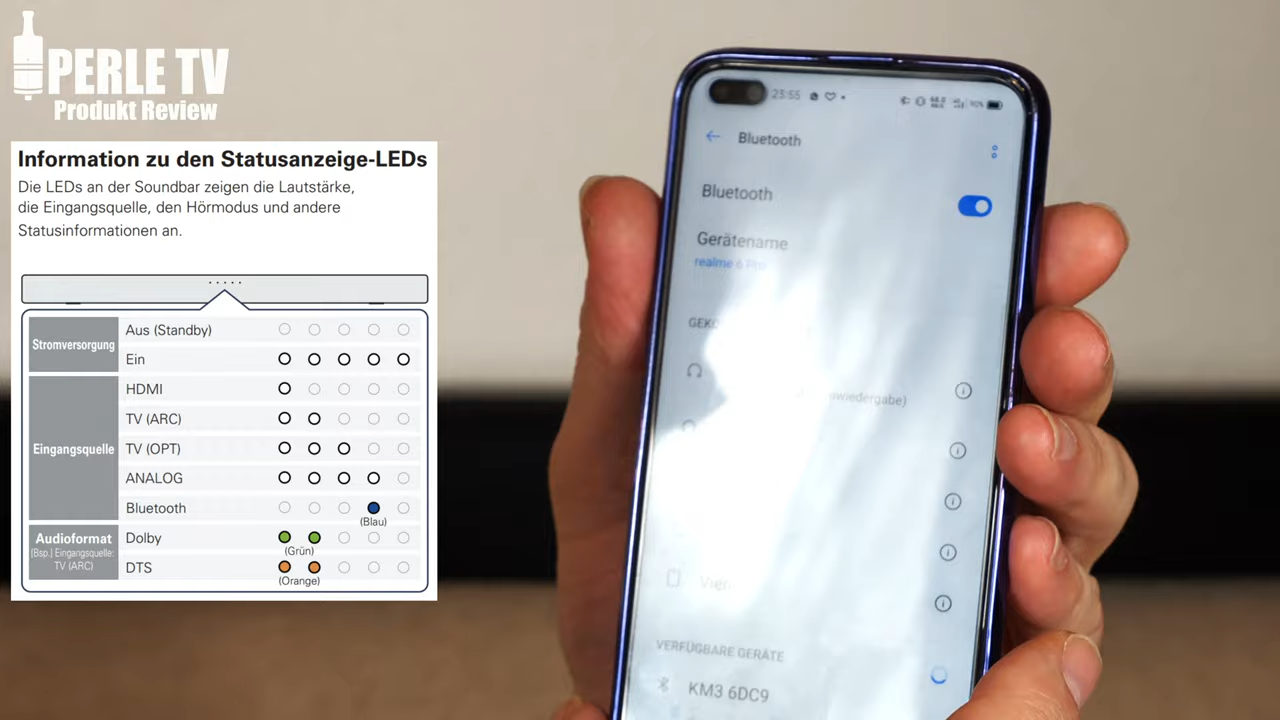 PERLE TV
Produkt Review
Information zu den Statusanzeige-LEDs
Die LEDs an der Soundbar zeigen die Lautstärke,
die Eingangsquelle, den Hörmodus und andere
Statusinformationen an.
Stromversorgung
Aus (Standby)
Ein
Eingangsquelle
HDMI
TV (ARC)
TV (OPT)
ANALOG
Bluetooth
(Blau)
Audioformat
[Bsp.] Eingangsquelle:
TV (ARC)
Dolby
(Grün)
DTS
(Orange)
23:55
Bluetooth
Bluetooth
Gerätename
realme 6 Pro
VERFÜGBARE GERÄTE
KM3 6DC9